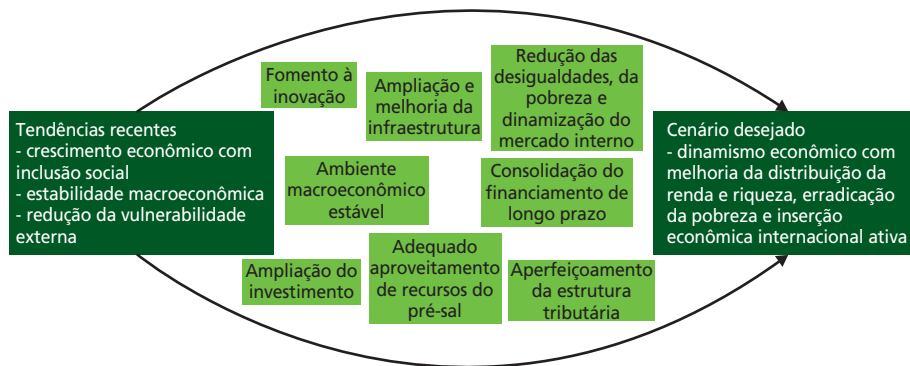 Tendências recentes
- crescimento econômico com
inclusão social
- estabilidade macroeconômica
- redução da vulnerabilidade
externa
Fomento à
inovação
Ampliação e
melhoria da
infraestrutura
Redução das
desigualdades, da
pobreza e
dinamização do
mercado interno
Ambiente
macroeconômico
estável
Consolidação do
financiamento de
longo prazo
Ampliação do
investimento
Adequado
aproveitamento
de recursos do
pré-sal
Aperfeiçoamento
da estrutura
tributária
Cenário desejado
- dinamismo econômico com
melhoria da distribuição da
renda e riqueza, erradicação
da pobreza e inserção
econômica internacional ativa